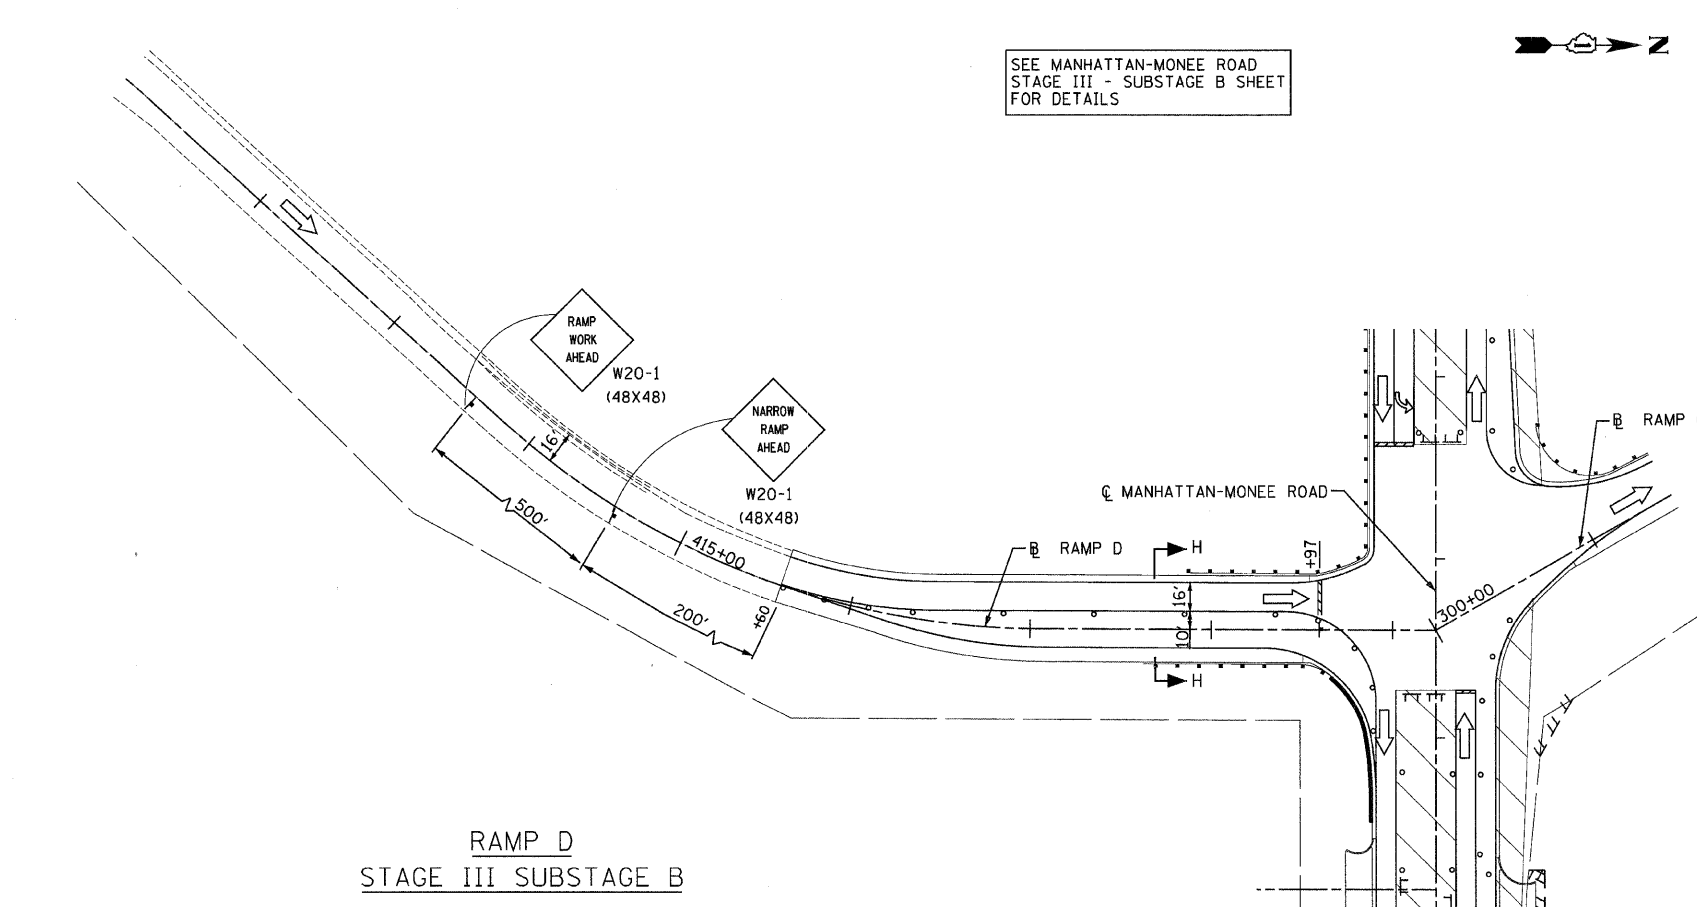 N
SEE MANHATTAN-MONEE ROAD
STAGE III - SUBSTAGE B SHEET
FOR DETAILS
RAMP
WORK
AHEAD
W20-1
(48X48)
NARROW
RAMP
AHEAD
W20-1
(48X48)
16'
500'
415+00
200'
+60
℄ MANHATTAN-MONEE ROAD
℔ RAMP
℔ RAMP D
H
+97
16'
10'
H
300+00
RAMP D
STAGE III SUBSTAGE B